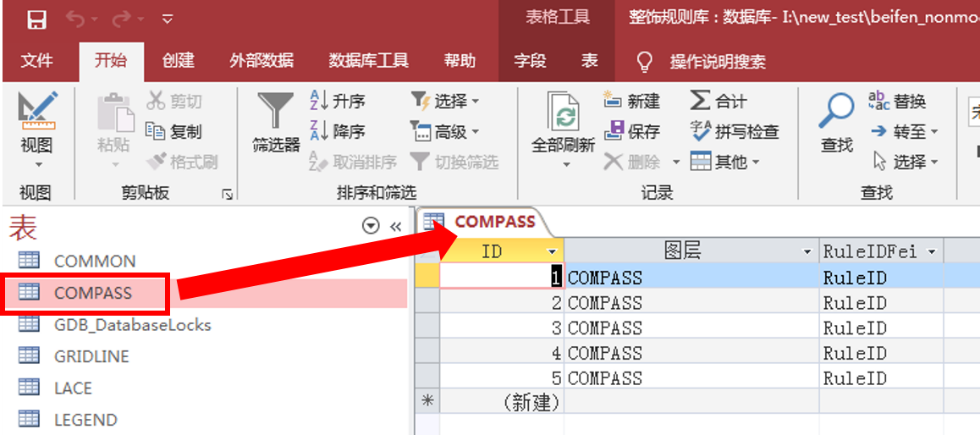 表格工具
整饰规则库 : 数据库- I:\new_test\beifen_nonmo
文件 开始 创建 外部数据 数据库工具 帮助 字段 表 操作说明搜索
视图
视图
粘贴
剪切
复制
格式刷
剪贴板
筛选器
升序
降序
取消排序
选择
高级
切换筛选
排序和筛选
全部刷新
新建
保存
删除
合计
拼写检查
其他
记录
查找
替换
转至
选择
查找
表
COMMON
COMPASS
GDB_DatabaseLocks
GRIDLINE
LACE
LEGEND
COMPASS
ID 图层 RuleIDFei
1 COMPASS RuleID
2 COMPASS RuleID
3 COMPASS RuleID
4 COMPASS RuleID
5 COMPASS RuleID
* (新建)